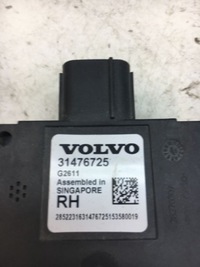 VOLVO
31476725
G2611
Assembled in
SINGAPORE
RH
28522316314767251535B0019